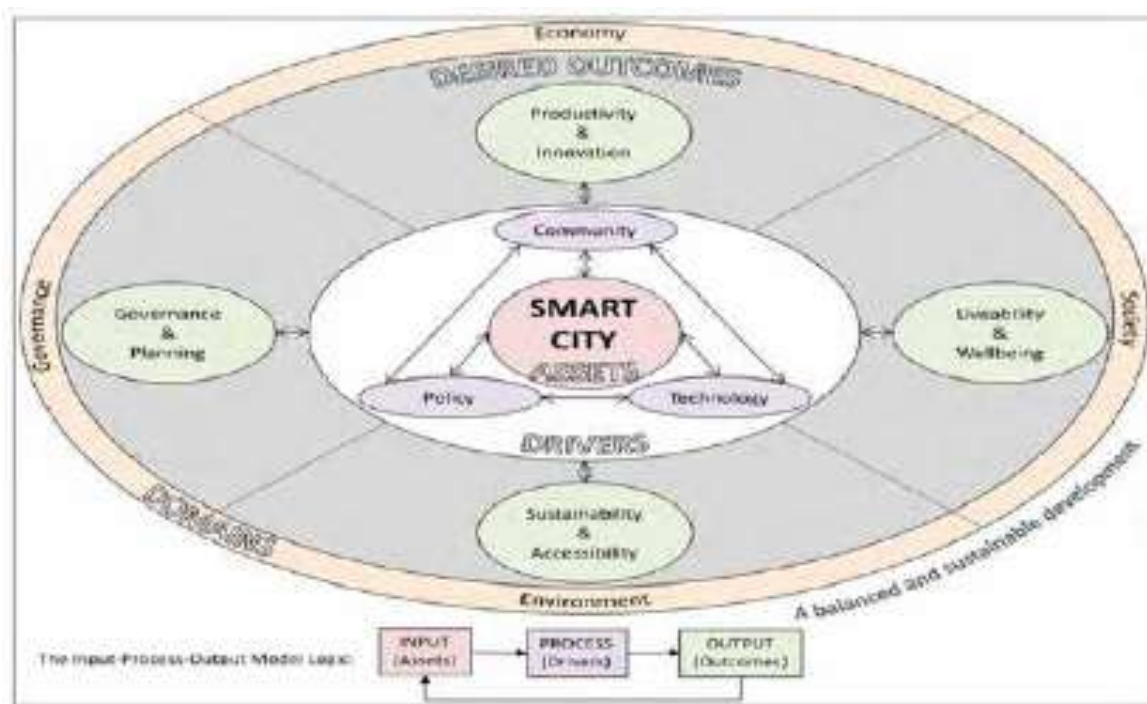 Economy
DESIRED OUTCOMES
Productivity
&
Innovation
Community
Governance
Governance
&
Planning
SMART
CITY
ASSETS
Liveability
&
Wellbeing
Society
Policy
Technology
DRIVERS
DOMAINS
Sustainability
&
Accessibility
Environment
A balanced and sustainable development
The Input-Process-Output Model Logic:
INPUT
(Assets)
PROCESS
(Drivers)
OUTPUT
(Outcomes)